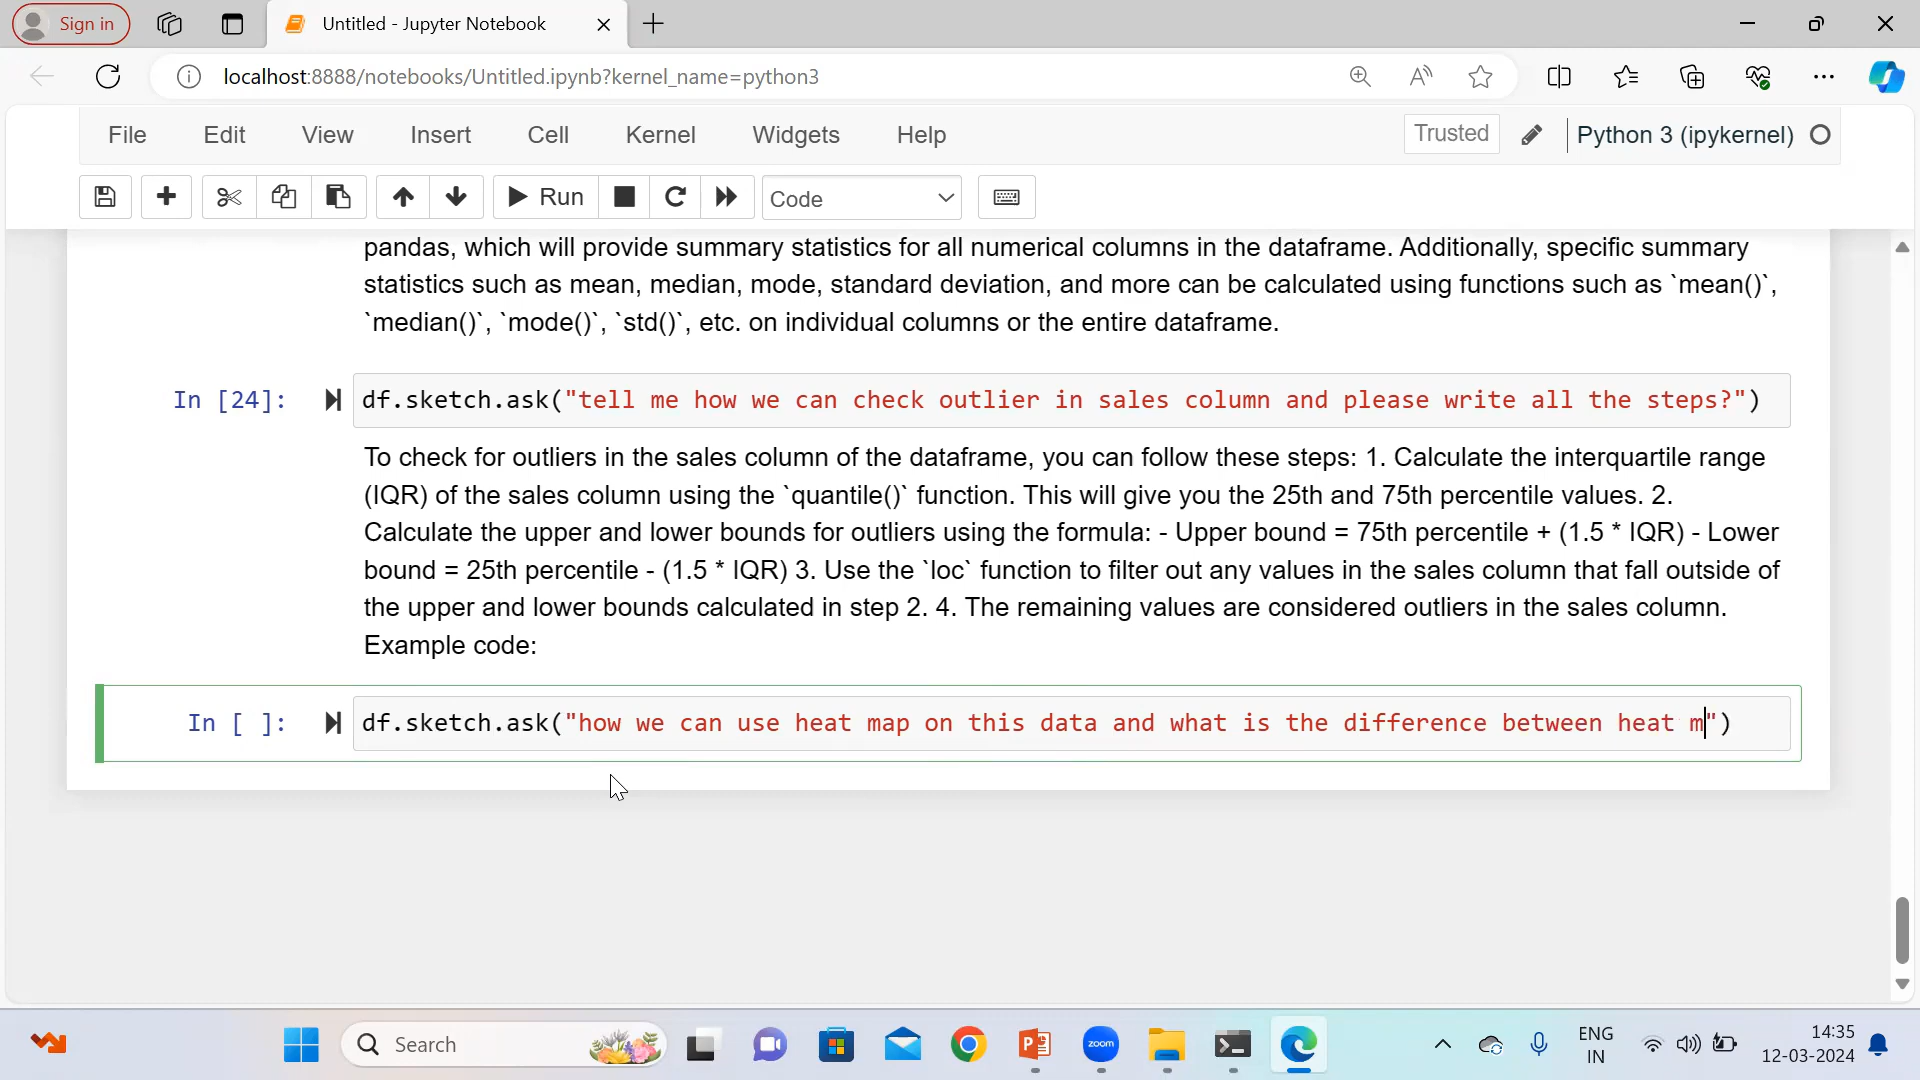 Sign in
Untitled - Jupyter Notebook
localhost:8888/notebooks/Untitled.ipynb?kernel_name=python3
File Edit View Insert Cell Kernel Widgets Help Trusted Python 3 (ipykernel)
Run Code
pandas, which will provide summary statistics for all numerical columns in the dataframe. Additionally, specific summary
statistics such as mean, median, mode, standard deviation, and more can be calculated using functions such as `mean()`,
`median()`, `mode()`, `std()`, etc. on individual columns or the entire dataframe.
In [24]: df.sketch.ask("tell me how we can check outlier in sales column and please write all the steps?")
To check for outliers in the sales column of the dataframe, you can follow these steps: 1. Calculate the interquartile range
(IQR) of the sales column using the `quantile()` function. This will give you the 25th and 75th percentile values. 2.
Calculate the upper and lower bounds for outliers using the formula: - Upper bound = 75th percentile + (1.5 * IQR) - Lower
bound = 25th percentile - (1.5 * IQR) 3. Use the `loc` function to filter out any values in the sales column that fall outside of
the upper and lower bounds calculated in step 2. 4. The remaining values are considered outliers in the sales column.
Example code:
In [ ]: df.sketch.ask("how we can use heat map on this data and what is the difference between heat m")
Search
zoom
ENG
IN
14:35
12-03-2024